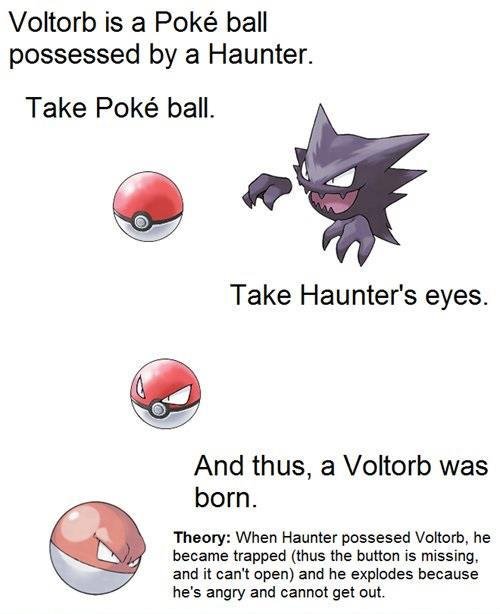 Voltorb is a Poké ball
possessed by a Haunter.
Take Poké ball.
Take Haunter's eyes.
And thus, a Voltorb was
born.
Theory: When Haunter possesed Voltorb, he
became trapped (thus the button is missing,
and it can't open) and he explodes because
he's angry and cannot get out.